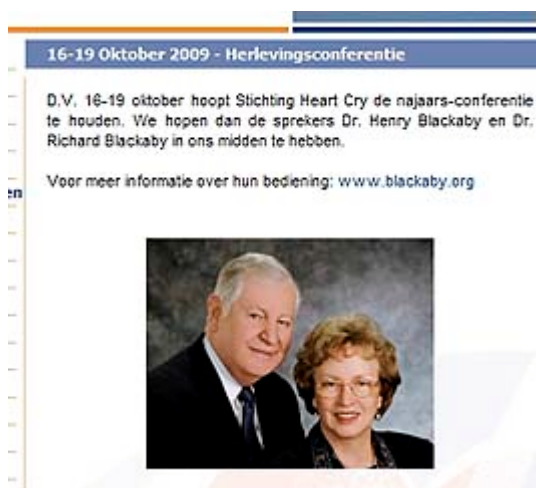 16-19 Oktober 2009 - Herlevingsconferentie
D.V. 16-19 oktober hoopt Stichting Heart Cry de najaars-conferentie
te houden. We hopen dan de sprekers Dr. Henry Blackaby en Dr.
Richard Blackaby in ons midden te hebben.
en
Voor meer informatie over hun bediening: www.blackaby.org